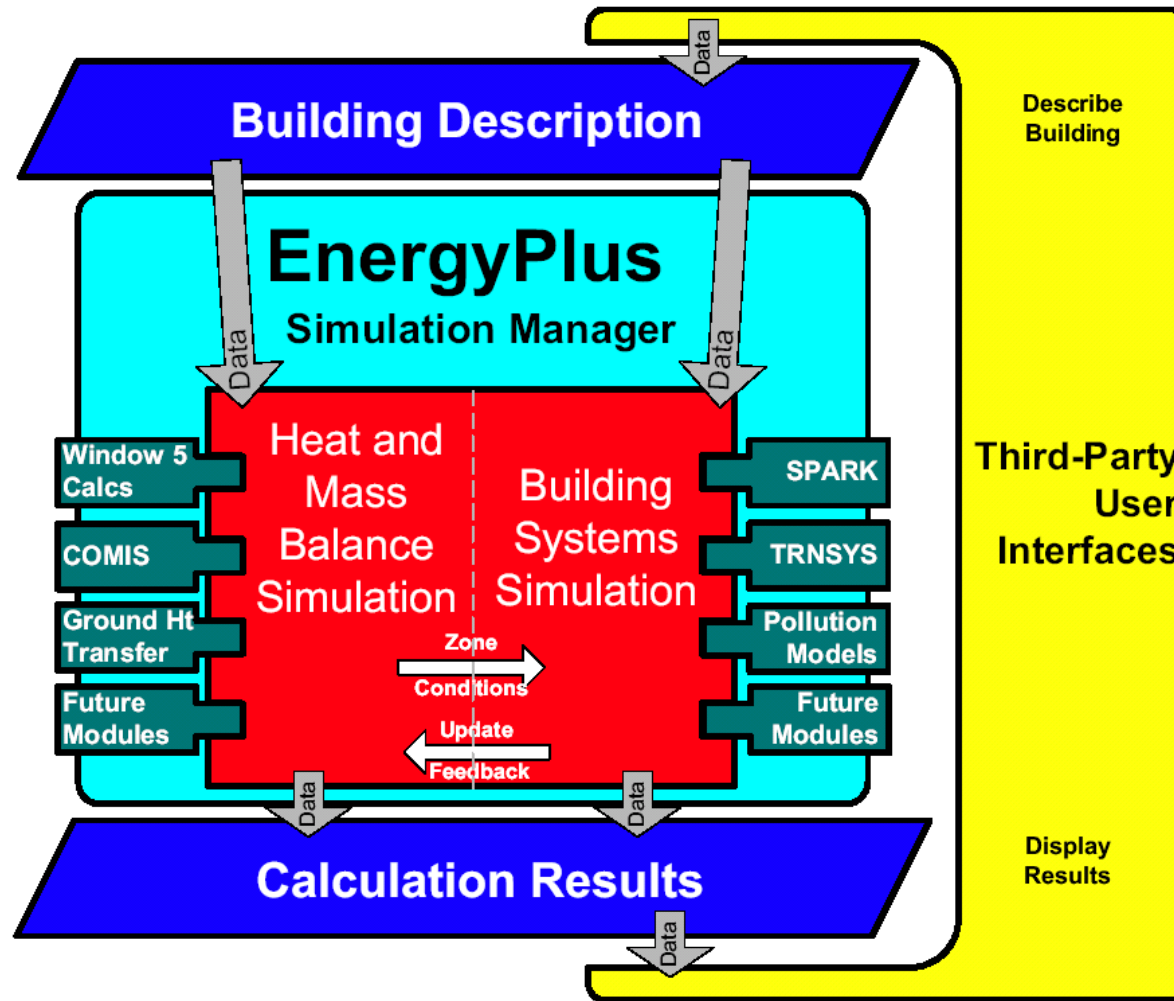 Data
Describe
Building
Building Description
EnergyPlus
Simulation Manager
Data
Data
Heat and
Mass
Balance
Simulation
Building
Systems
Simulation
Window 5
Calcs
COMIS
Ground Ht
Transfer
Future
Modules
SPARK
TRNSYS
Pollution
Models
Future
Modules
Zone
Conditions
Update
Feedback
Third-Party
User
Interfaces
Data
Data
Calculation Results
Display
Results
Data